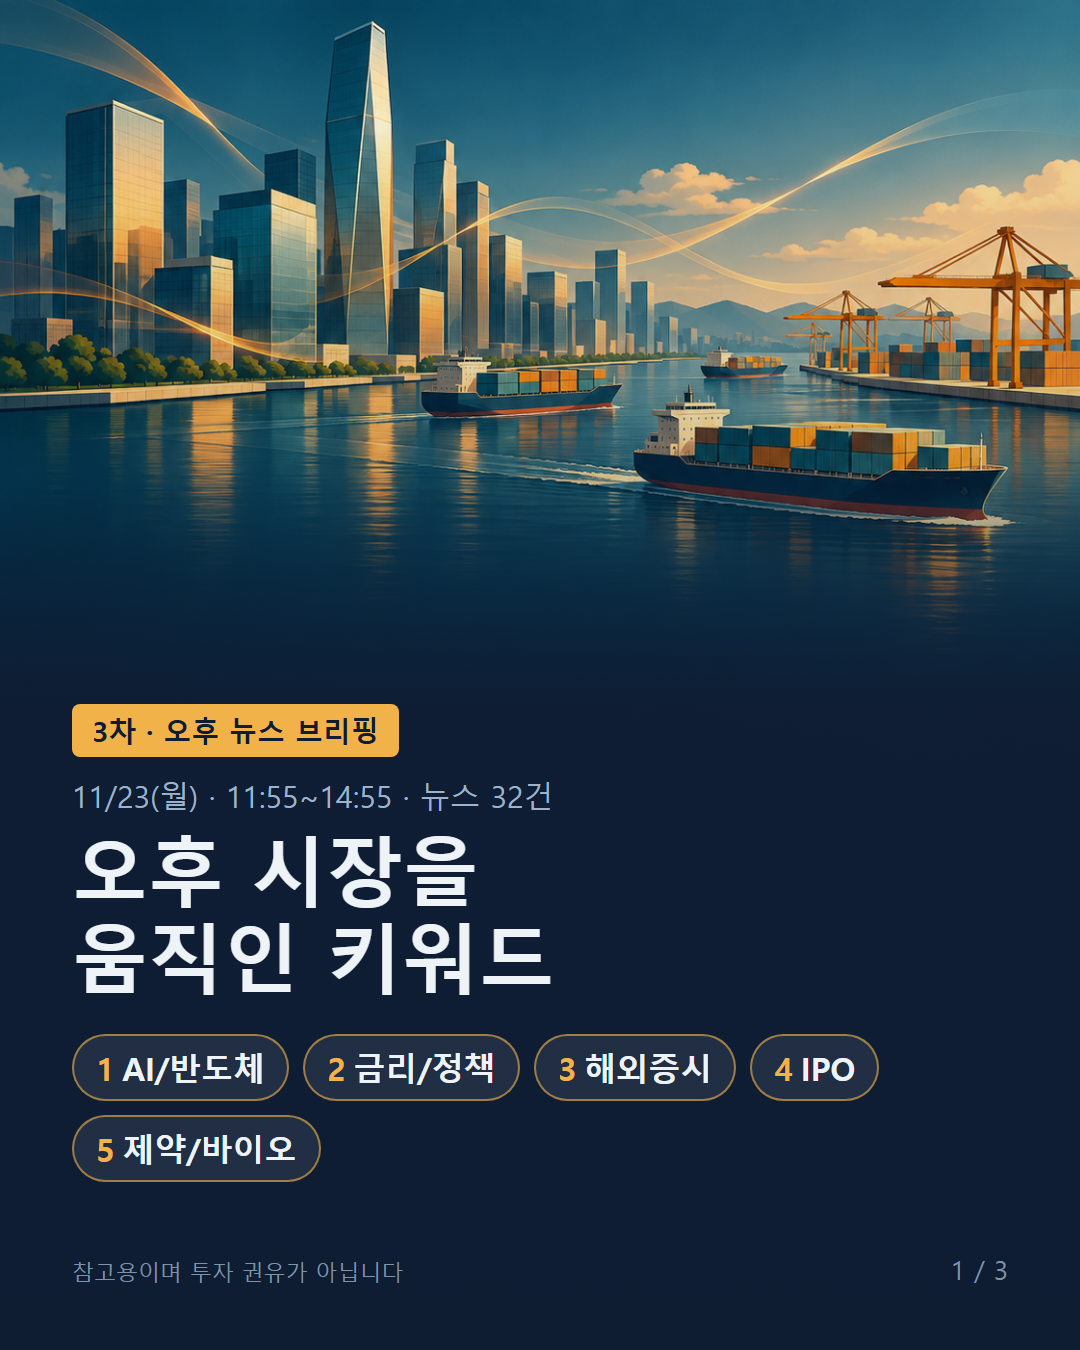 3차 · 오후 뉴스 브리핑
11/23(월) · 11:55~14:55 · 뉴스 32건
오후 시장을
움직인 키워드
1 AI/반도체 2 금리/정책 3 해외증시 4 IPO
5 제약/바이오
참고용이며 투자 권유가 아닙니다 1 / 3